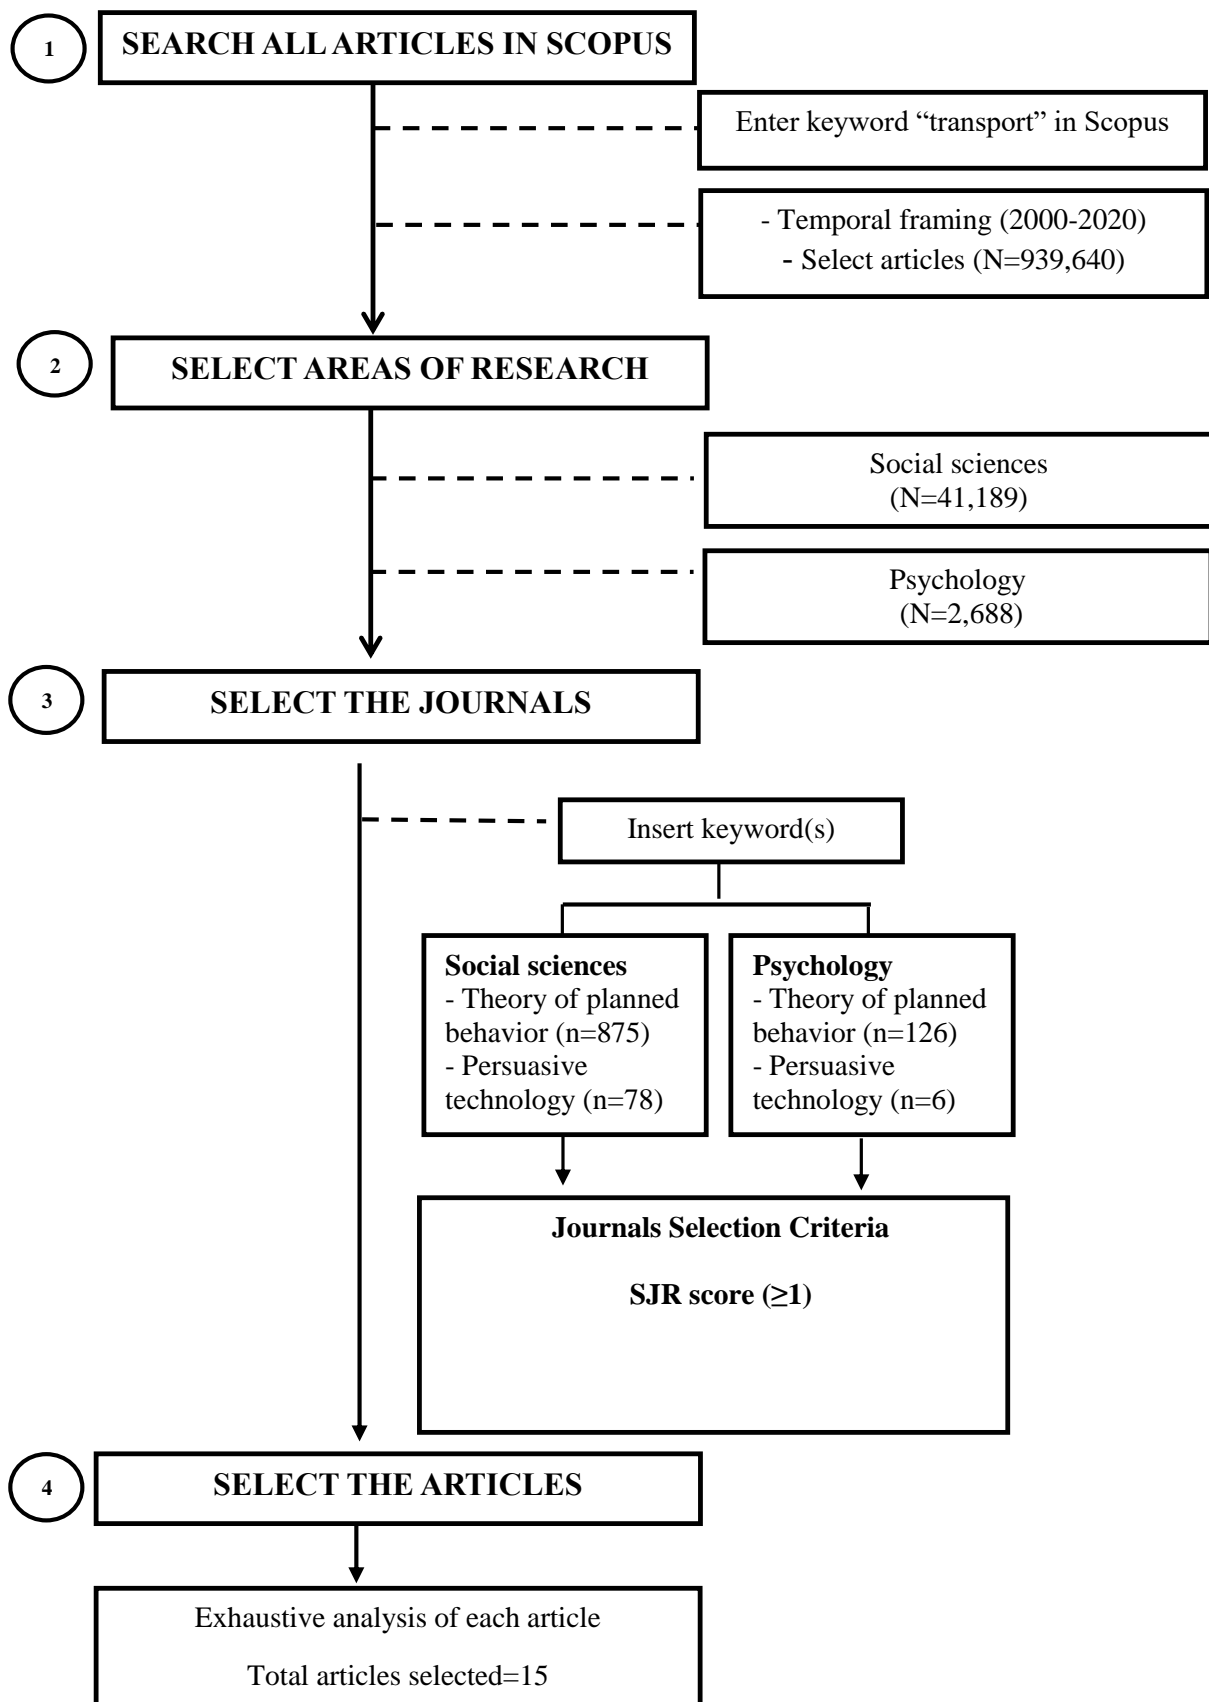 1
SEARCH ALL ARTICLES IN SCOPUS
Enter keyword “transport” in Scopus
- Temporal framing (2000-2020)
- Select articles (N=939,640)
2
SELECT AREAS OF RESEARCH
Social sciences
(N=41,189)
Psychology
(N=2,688)
3
SELECT THE JOURNALS
Insert keyword(s)
Social sciences
- Theory of planned
behavior (n=875)
- Persuasive
technology (n=78)
Psychology
- Theory of planned
behavior (n=126)
- Persuasive
technology (n=6)
Journals Selection Criteria
SJR score (≥1)
4
SELECT THE ARTICLES
Exhaustive analysis of each article
Total articles selected=15